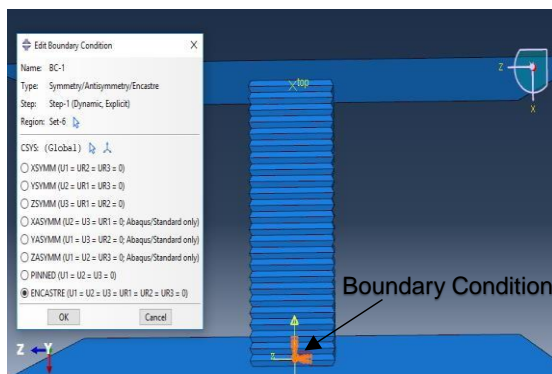 Edit Boundary Condition
X
Name: BC-1
Type: Symmetry/Antisymmetry/Encastre
Step: Step-1 (Dynamic, Explicit)
Region: Set-6
CSYS: (Global)
XSYMM (U1 = UR2 = UR3 = 0)
YSYMM (U2 = UR1 = UR3 = 0)
ZSYMM (U3 = UR1 = UR2 = 0)
XASYMM (U2 = U3 = UR1 = 0; Abaqus/Standard only)
YASYMM (U1 = U3 = UR2 = 0; Abaqus/Standard only)
ZASYMM (U1 = U2 = UR3 = 0; Abaqus/Standard only)
PINNED (U1 = U2 = U3 = 0)
ENCASTRE (U1 = U2 = U3 = UR1 = UR2 = UR3 = 0)
OK Cancel
top
Z
X
Boundary Condition
Z
Z Y